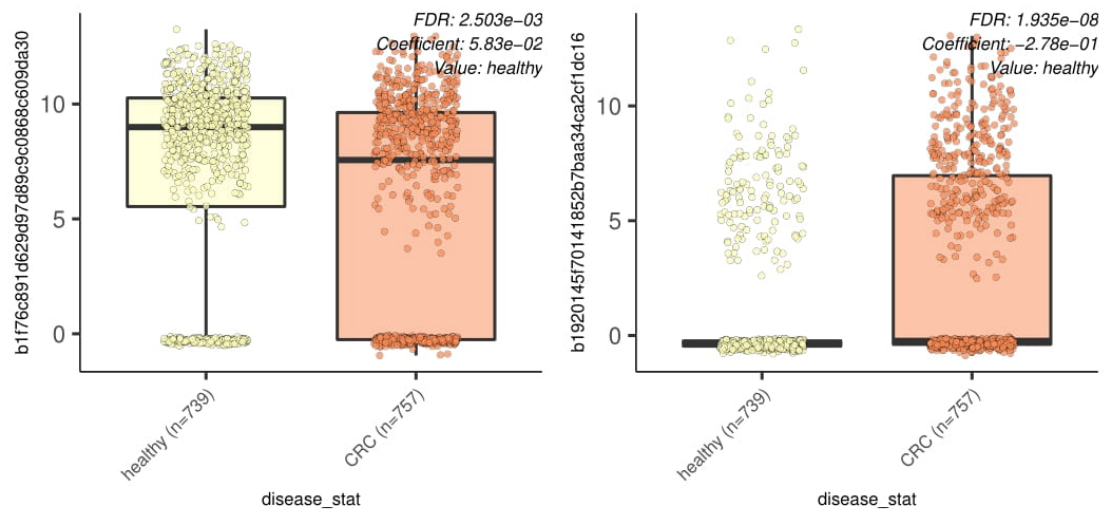 FDR: 2.503e−03
Coefficient: 5.83e−02
Value: healthy
b1f76c891d629d97d89c9c0868c609da30
10
5
0
healthy (n=739)
CRC (n=757)
disease_stat
FDR: 1.935e−08
Coefficient: −2.78e−01
Value: healthy
b1920145f70141852b7baa34ca2cf1dc16
10
5
0
healthy (n=739)
CRC (n=757)
disease_stat